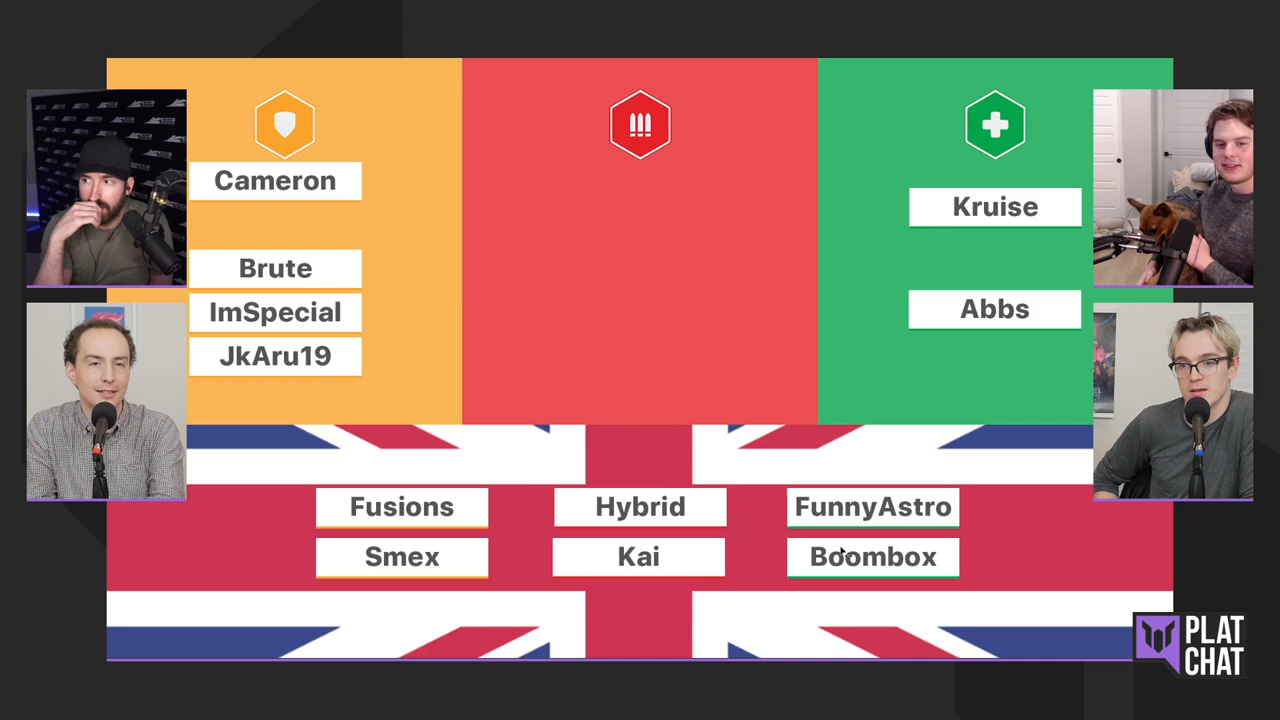 Cameron
Brute
ImSpecial
JkAru19
Kruise
Abbs
Fusions
Hybrid
FunnyAstro
Smex
Kai
Boombox
PLAT
CHAT